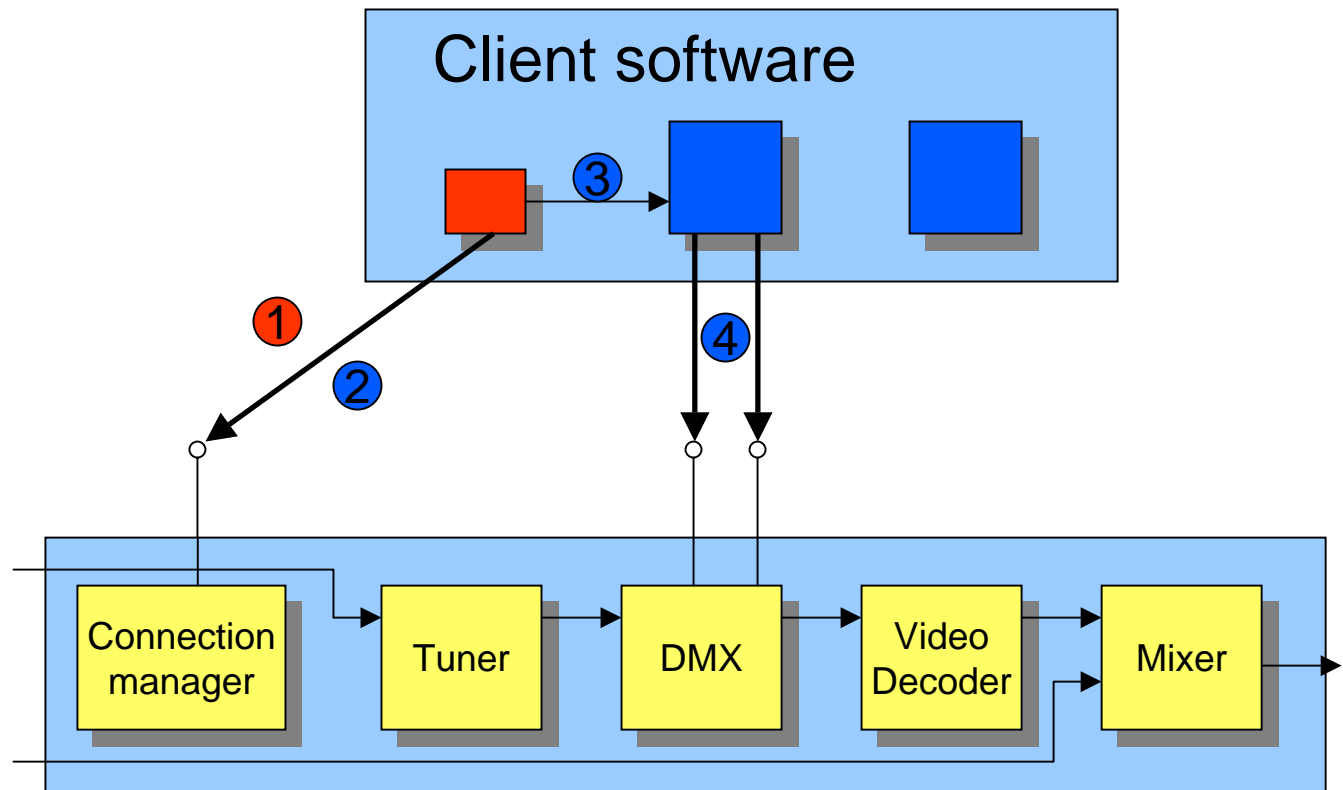 Client software
3
1
4
2
Connection
manager
Tuner
DMX
Video
Decoder
Mixer